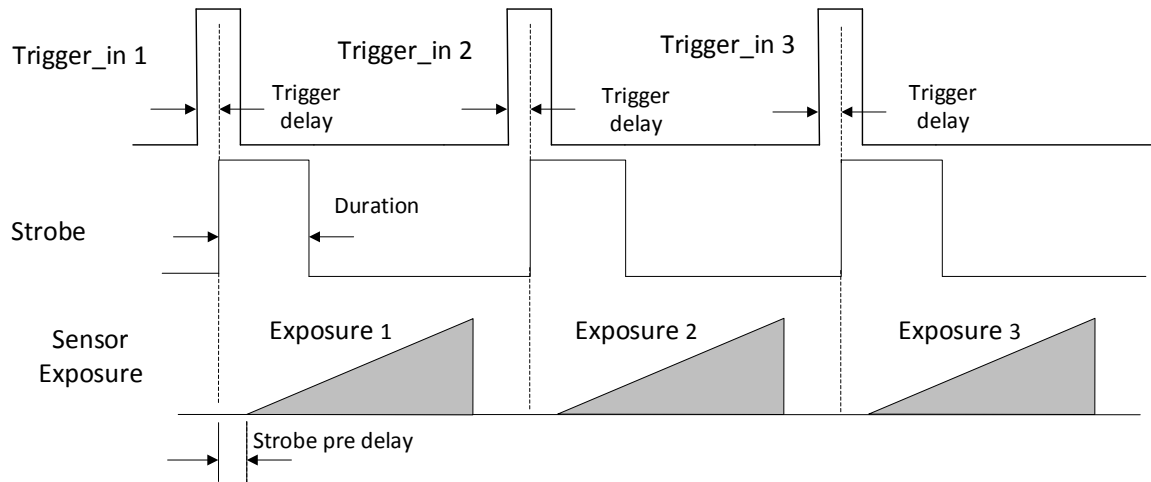 Trigger_in 1
Trigger_in 2
Trigger_in 3
Trigger
delay
Trigger
delay
Trigger
delay
Strobe
Duration
Sensor
Exposure
Exposure 1
Exposure 2
Exposure 3
Strobe pre delay